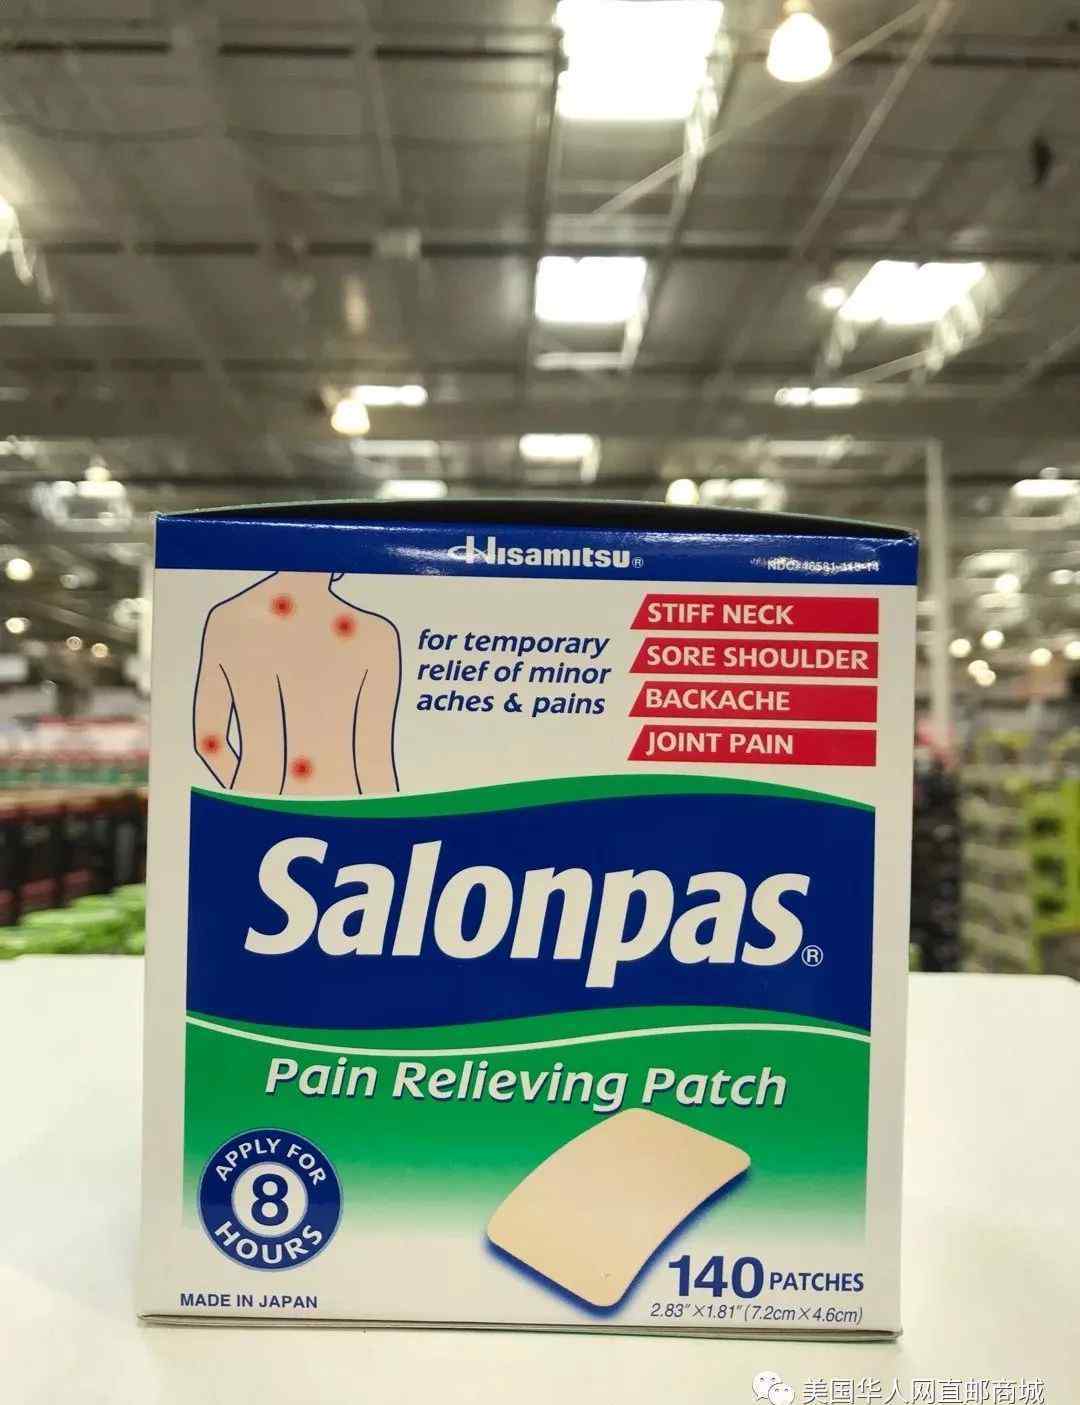 Hisamitsu®
for temporary
relief of minor
aches & pains
STIFF NECK
SORE SHOULDER
BACKACHE
JOINT PAIN
Salonpas®
Pain Relieving Patch
APPLY FOR
8
HOURS
140 PATCHES
2.83"×1.81"(7.2cm×4.6cm)
MADE IN JAPAN
美国华人网直邮商城